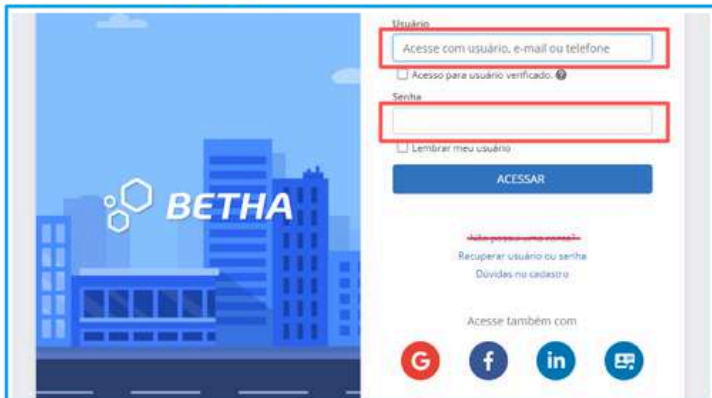 Usuário
Acesse com usuário, e-mail ou telefone
Acesso para usuário verificado.
Senha
Lembrar meu usuário
ACESSAR
BETHA
Não possui uma conta?
Recuperar usuário ou senha
Dúvidas no cadastro
Acesse também com
G f in